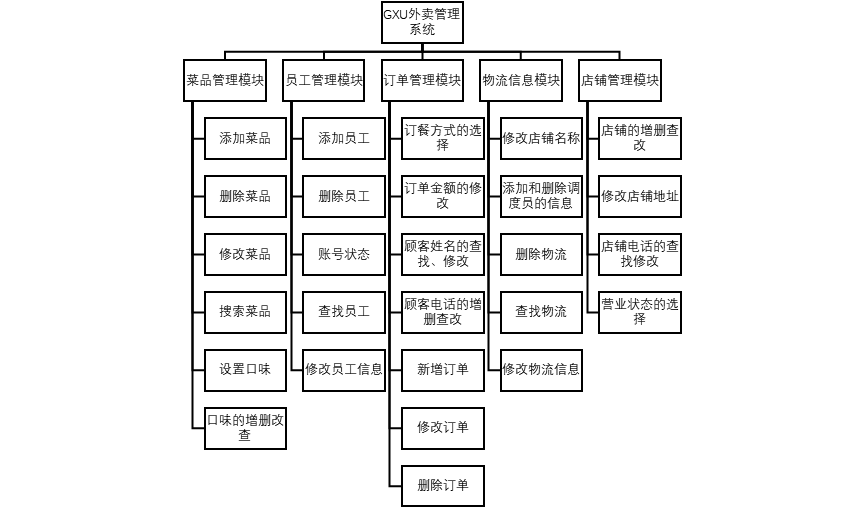 GXU外卖管理
系统
菜品管理模块
员工管理模块
订单管理模块
物流信息模块
店铺管理模块
添加菜品
删除菜品
修改菜品
搜索菜品
设置口味
口味的增删改
查
添加员工
删除员工
账号状态
查找员工
修改员工信息
订餐方式的选
择
订单金额的修
改
顾客姓名的查
找、修改
顾客电话的增
删查改
新增订单
修改订单
删除订单
修改店铺名称
添加和删除调
度员的信息
删除物流
查找物流
修改物流信息
店铺的增删查
改
修改店铺地址
店铺电话的查
找修改
营业状态的选
择